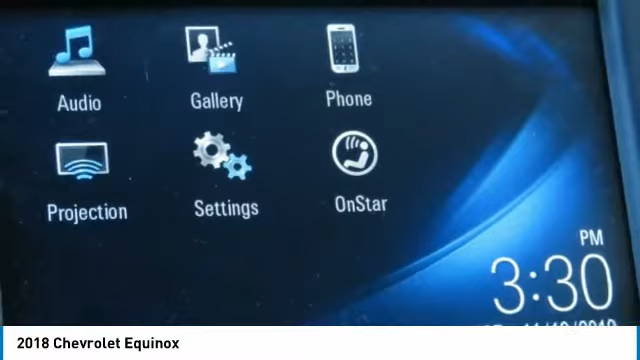 Audio
Gallery
Phone
Projection
Settings
OnStar
PM
3:30
2018 Chevrolet Equinox